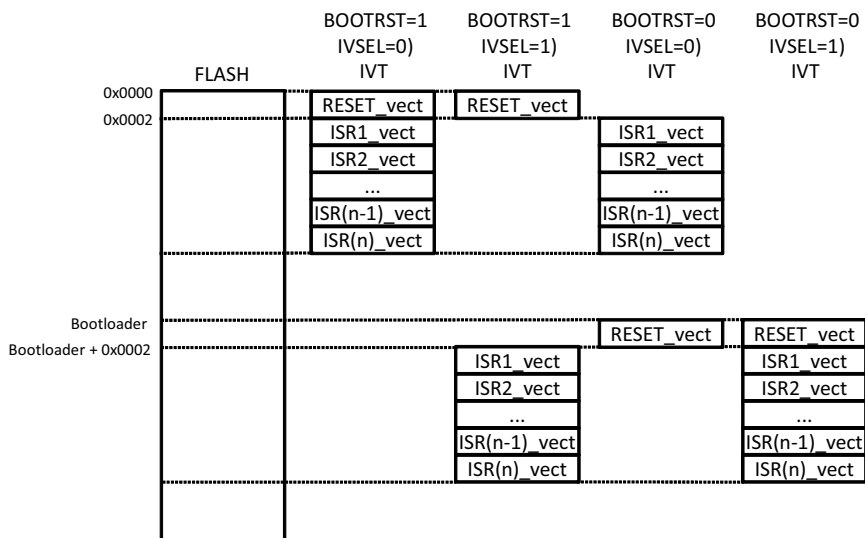 BOOTRST=1 BOOTRST=1 BOOTRST=0 BOOTRST=0
IVSEL=0) IVSEL=1) IVSEL=0) IVSEL=1)
FLASH IVT IVT IVT IVT
0x0000
RESET_vect RESET_vect
0x0002
ISR1_vect ISR1_vect
ISR2_vect ISR2_vect
... ...
ISR(n-1)_vect ISR(n-1)_vect
ISR(n)_vect ISR(n)_vect
Bootloader
RESET_vect RESET_vect
Bootloader + 0x0002
ISR1_vect ISR1_vect
ISR2_vect ISR2_vect
... ...
ISR(n-1)_vect ISR(n-1)_vect
ISR(n)_vect ISR(n)_vect